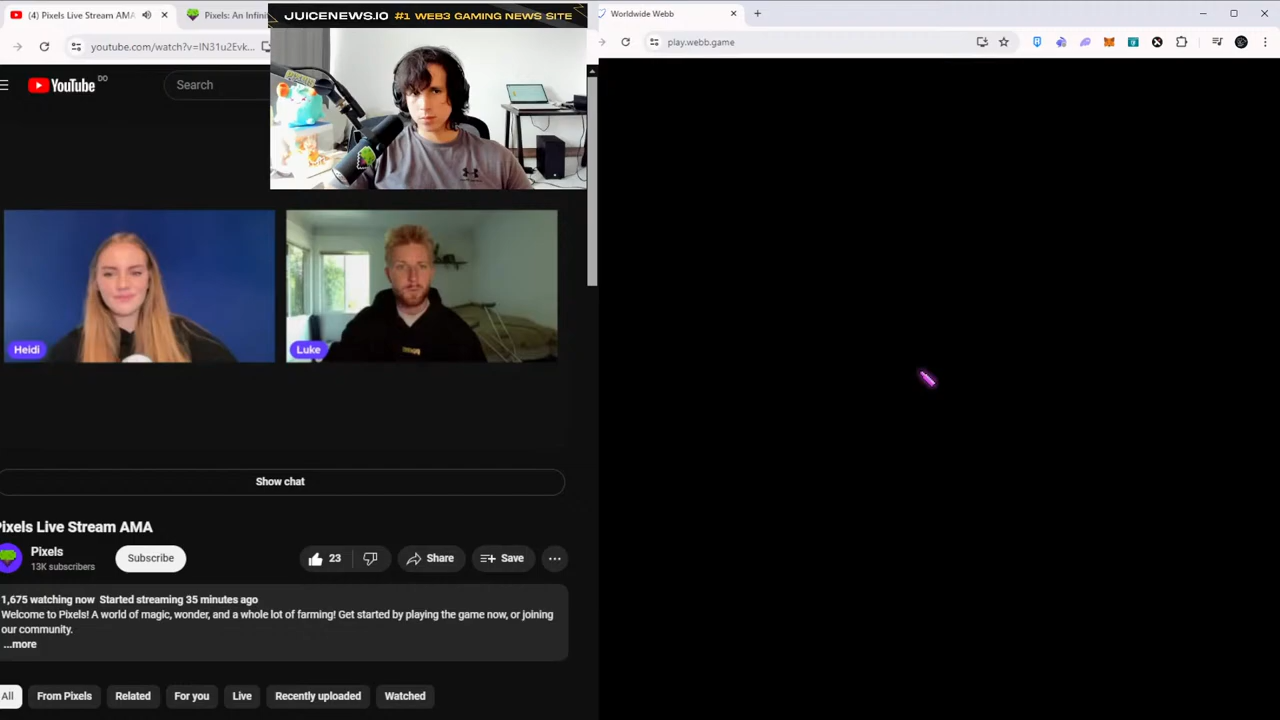 JUICENEWS.IO #1 WEB3 GAMING NEWS SITE
(4) Pixels Live Stream AMA
Pixels: An Infini
Worldwide Webb
youtube.com/watch?v=IN31u2Evk...
play.webb.game
YouTube DO
Search
Heidi
Luke
Show chat
Pixels Live Stream AMA
Pixels
13K subscribers
Subscribe
23
Share
Save
1,675 watching now Started streaming 35 minutes ago
Welcome to Pixels! A world of magic, wonder, and a whole lot of farming! Get started by playing the game now, or joining
our community.
...more
All
From Pixels
Related
For you
Live
Recently uploaded
Watched